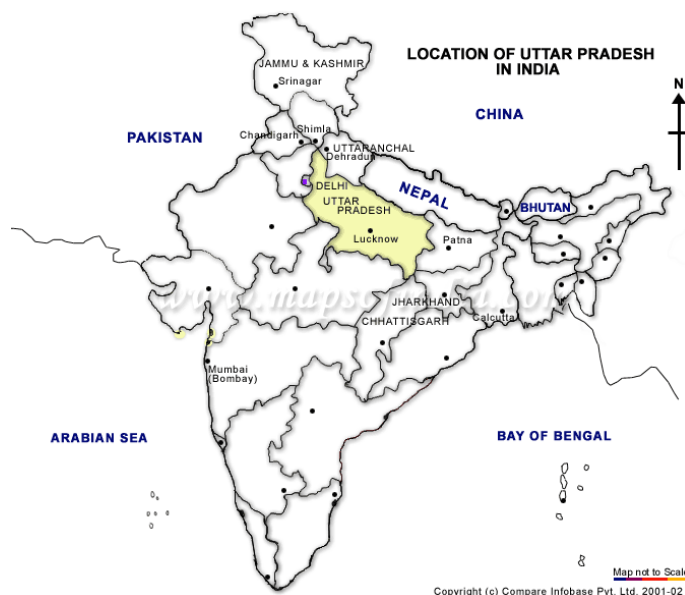 LOCATION OF UTTAR PRADESH
IN INDIA
N
JAMMU & KASHMIR
Srinagar
CHINA
PAKISTAN
Shimla
Chandigarh
UTTARANCHAL
Dehradun
DELHI
NEPAL
UTTAR
PRADESH
BHUTAN
Lucknow
Patna
JHARKHAND
CHHATTISGARH
Calcutta
Mumbai
(Bombay)
ARABIAN SEA
BAY OF BENGAL
Map not to Scale
Copyright (c) Compare Infobase Pvt. Ltd. 2001-02